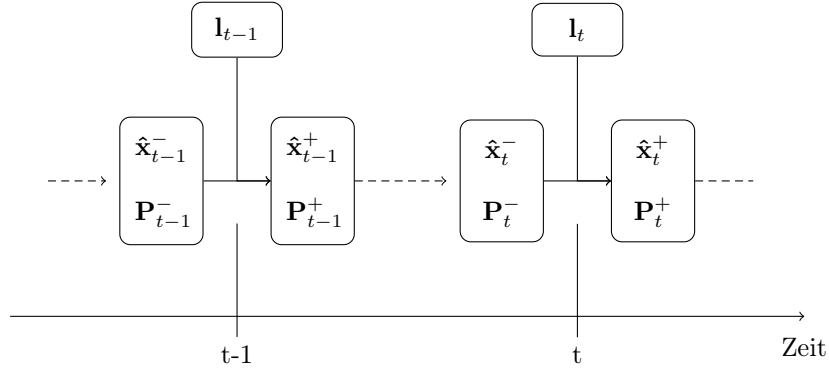 l_{t−1} l_t
x̂^−_{t−1} x̂^+_{t−1} x̂^−_t x̂^+_t
P^−_{t−1} P^+_{t−1} P^−_t P^+_t
t-1 t Zeit